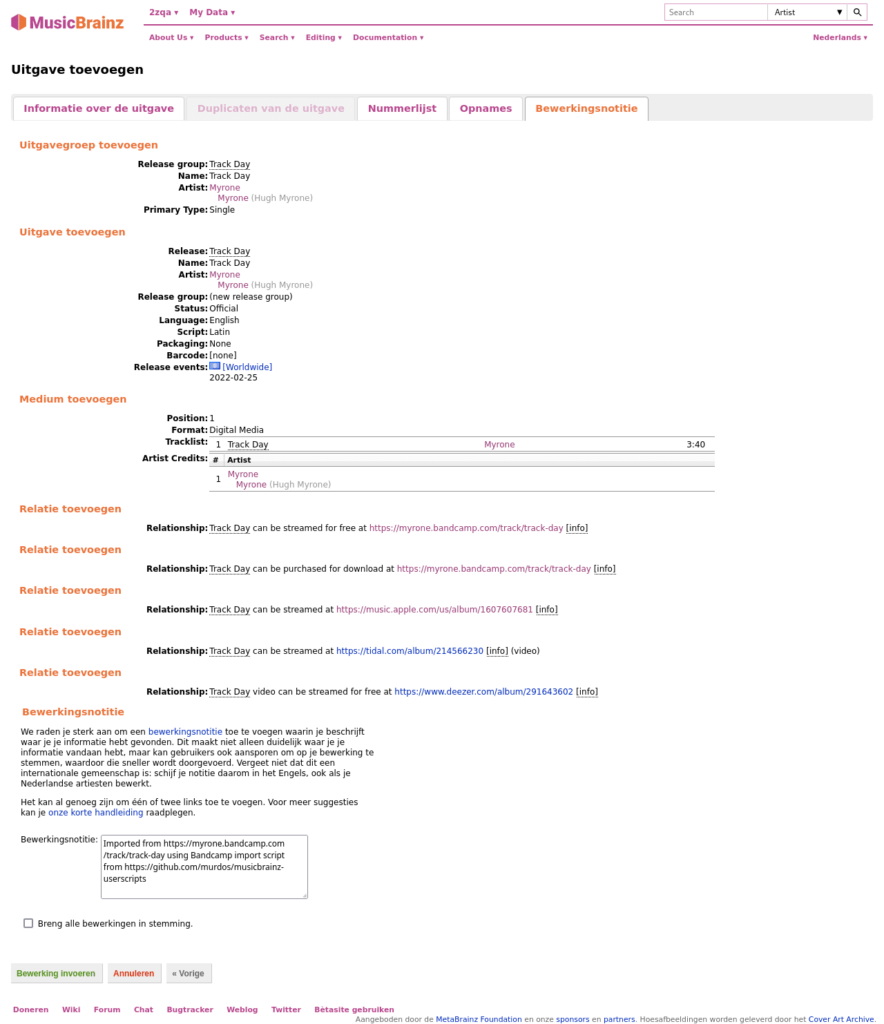 MusicBrainz
2zqa ▾ My Data ▾
Search Artist ▼
About Us ▾ Products ▾ Search ▾ Editing ▾ Documentation ▾ Nederlands ▾
Uitgave toevoegen
Informatie over de uitgave Duplicaten van de uitgave Nummerlijst Opnames Bewerkingsnotitie
Uitgavegroep toevoegen
Release group: Track Day
Name: Track Day
Artist: Myrone
Myrone (Hugh Myrone)
Primary Type: Single
Uitgave toevoegen
Release: Track Day
Name: Track Day
Artist: Myrone
Myrone (Hugh Myrone)
Release group: (new release group)
Status: Official
Language: English
Script: Latin
Packaging: None
Barcode: [none]
Release events: [Worldwide]
2022-02-25
Medium toevoegen
Position: 1
Format: Digital Media
Tracklist: 1 Track Day Myrone 3:40
Artist Credits: # Artist
1 Myrone
Myrone (Hugh Myrone)
Relatie toevoegen
Relationship: Track Day can be streamed for free at https://myrone.bandcamp.com/track/track-day [info]
Relatie toevoegen
Relationship: Track Day can be purchased for download at https://myrone.bandcamp.com/track/track-day [info]
Relatie toevoegen
Relationship: Track Day can be streamed at https://music.apple.com/us/album/1607607681 [info]
Relatie toevoegen
Relationship: Track Day can be streamed at https://tidal.com/album/214566230 [info] (video)
Relatie toevoegen
Relationship: Track Day video can be streamed for free at https://www.deezer.com/album/291643602 [info]
Bewerkingsnotitie
We raden je sterk aan om een bewerkingsnotitie toe te voegen waarin je beschrijft
waar je je informatie hebt gevonden. Dit maakt niet alleen duidelijk waar je je
informatie vandaan hebt, maar kan gebruikers ook aansporen om op je bewerking te
stemmen, waardoor die sneller wordt doorgevoerd. Vergeet niet dat dit een
internationale gemeenschap is: schijf je notitie daarom in het Engels, ook als je
Nederlandse artiesten bewerkt.
Het kan al genoeg zijn om één of twee links toe te voegen. Voor meer suggesties
kan je onze korte handleiding raadplegen.
Bewerkingsnotitie: Imported from https://myrone.bandcamp.com
/track/track-day using Bandcamp import script
from https://github.com/murdos/musicbrainz-
userscripts
Breng alle bewerkingen in stemming.
Bewerking invoeren Annuleren « Vorige
Doneren Wiki Forum Chat Bugtracker Weblog Twitter Bètasite gebruiken
Aangeboden door de MetaBrainz Foundation en onze sponsors en partners. Hoesafbeeldingen worden geleverd door het Cover Art Archive.